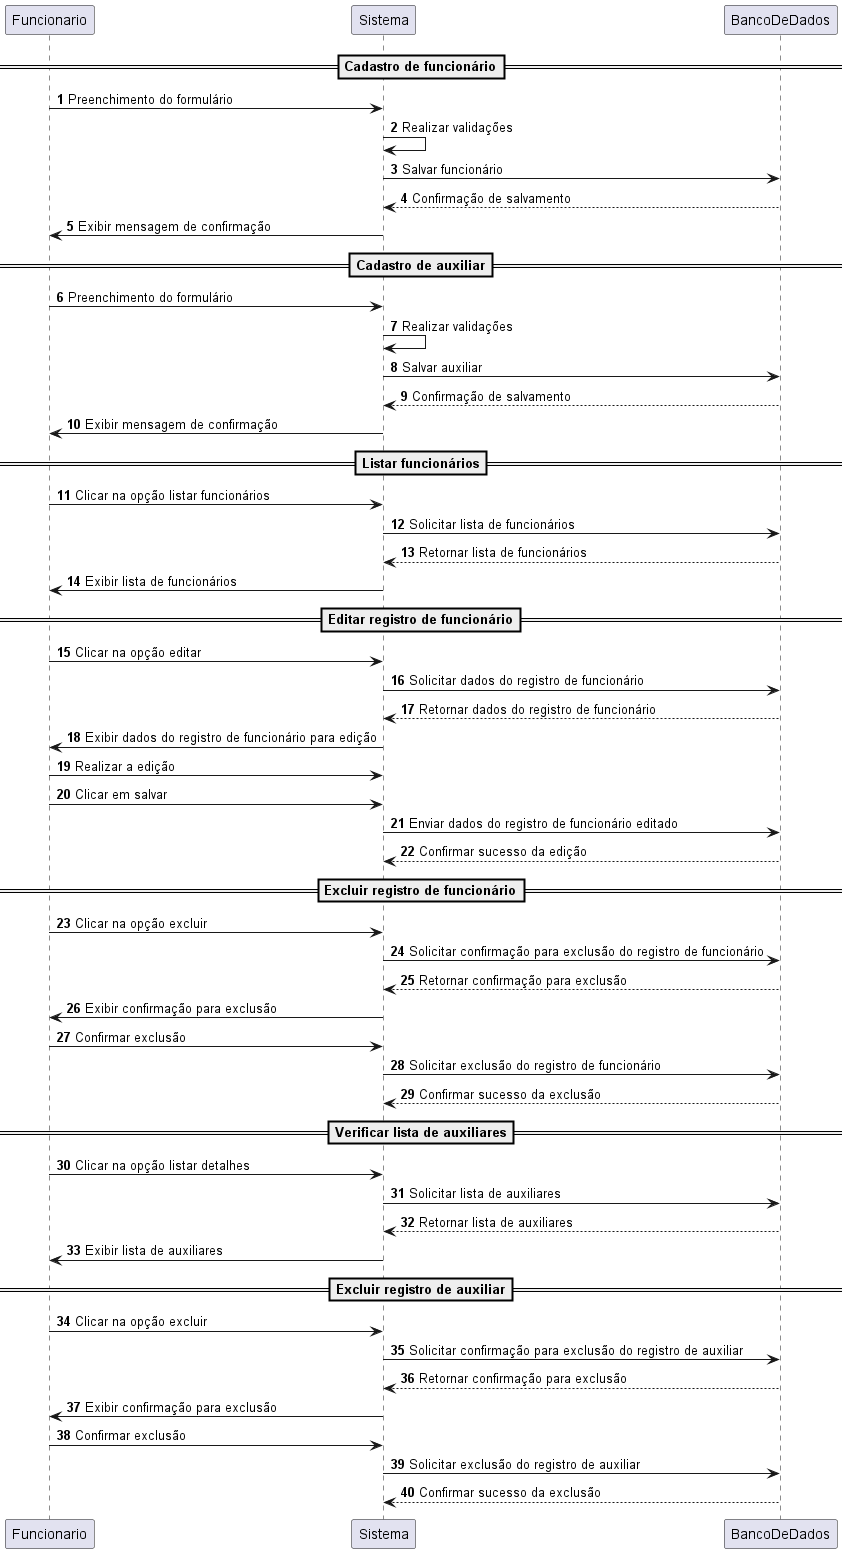 Funcionario Sistema BancoDeDados
Cadastro de funcionário
1 Preenchimento do formulário
2 Realizar validações
3 Salvar funcionário
4 Confirmação de salvamento
5 Exibir mensagem de confirmação
Cadastro de auxiliar
6 Preenchimento do formulário
7 Realizar validações
8 Salvar auxiliar
9 Confirmação de salvamento
10 Exibir mensagem de confirmação
Listar funcionários
11 Clicar na opção listar funcionários
12 Solicitar lista de funcionários
13 Retornar lista de funcionários
14 Exibir lista de funcionários
Editar registro de funcionário
15 Clicar na opção editar
16 Solicitar dados do registro de funcionário
17 Retornar dados do registro de funcionário
18 Exibir dados do registro de funcionário para edição
19 Realizar a edição
20 Clicar em salvar
21 Enviar dados do registro de funcionário editado
22 Confirmar sucesso da edição
Excluir registro de funcionário
23 Clicar na opção excluir
24 Solicitar confirmação para exclusão do registro de funcionário
25 Retornar confirmação para exclusão
26 Exibir confirmação para exclusão
27 Confirmar exclusão
28 Solicitar exclusão do registro de funcionário
29 Confirmar sucesso da exclusão
Verificar lista de auxiliares
30 Clicar na opção listar detalhes
31 Solicitar lista de auxiliares
32 Retornar lista de auxiliares
33 Exibir lista de auxiliares
Excluir registro de auxiliar
34 Clicar na opção excluir
35 Solicitar confirmação para exclusão do registro de auxiliar
36 Retornar confirmação para exclusão
37 Exibir confirmação para exclusão
38 Confirmar exclusão
39 Solicitar exclusão do registro de auxiliar
40 Confirmar sucesso da exclusão
Funcionario Sistema BancoDeDados